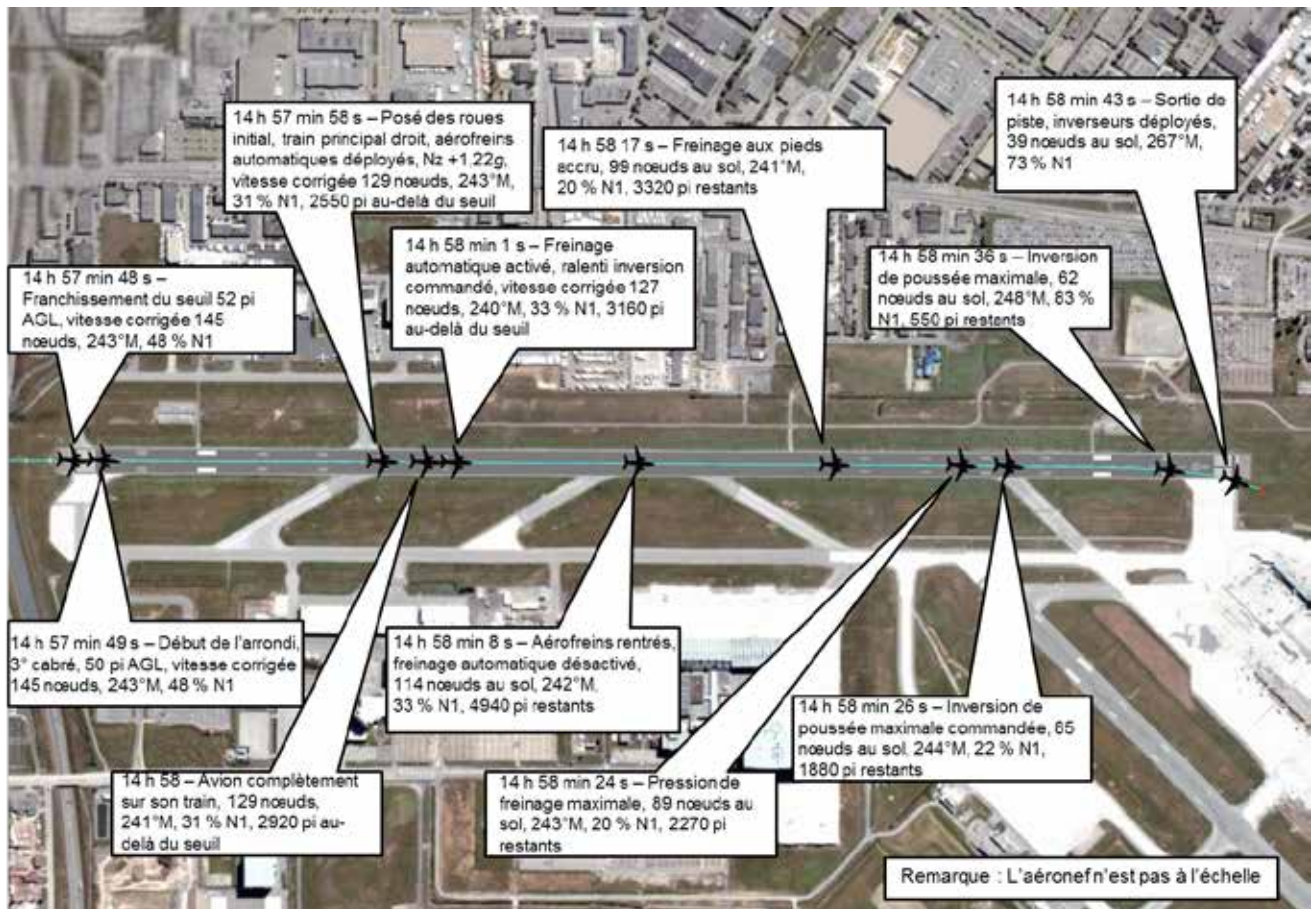 14 h 57 min 48 s – 
Franchissement du seuil 52 pi
AGL, vitesse corrigée 145
nœuds, 243°M, 48 % N1
14 h 57 min 58 s – Posé des roues
initial, train principal droit, aérofreins
automatiques déployés, Nz +1,22g,
vitesse corrigée 129 nœuds, 243°M,
31 % N1, 2550 pi au-delà du seuil
14 h 58 min 1 s – Freinage
automatique activé, ralenti inversion
commandé, vitesse corrigée 127
nœuds, 240°M, 33 % N1, 3160 pi
au-delà du seuil
14 h 58 17 s – Freinage aux pieds
accru, 99 nœuds au sol, 241°M,
20 % N1, 3320 pi restants
14 h 58 min 36 s – Inversion
de poussée maximale, 62
nœuds au sol, 248°M, 83 %
N1, 550 pi restants
14 h 58 min 43 s – Sortie de
piste, inverseurs déployés,
39 nœuds au sol, 267°M,
73 % N1
14 h 57 min 49 s – Début de l'arrondi,
3° cabré, 50 pi AGL, vitesse corrigée
145 nœuds, 243°M, 48 % N1
14 h 58 – Avion complètement
sur son train, 129 nœuds,
241°M, 31 % N1, 2920 pi au-
delà du seuil
14 h 58 min 8 s – Aérofreins rentrés,
freinage automatique désactivé,
114 nœuds au sol, 242°M,
33 % N1, 4940 pi restants
14 h 58 min 24 s – Pression de
freinage maximale, 89 nœuds au
sol, 243°M, 20 % N1, 2270 pi
restants
14 h 58 min 26 s – Inversion de
poussée maximale commandée, 65
nœuds au sol, 244°M, 22 % N1,
1880 pi restants
Remarque : L'aéronef n'est pas à l'échelle